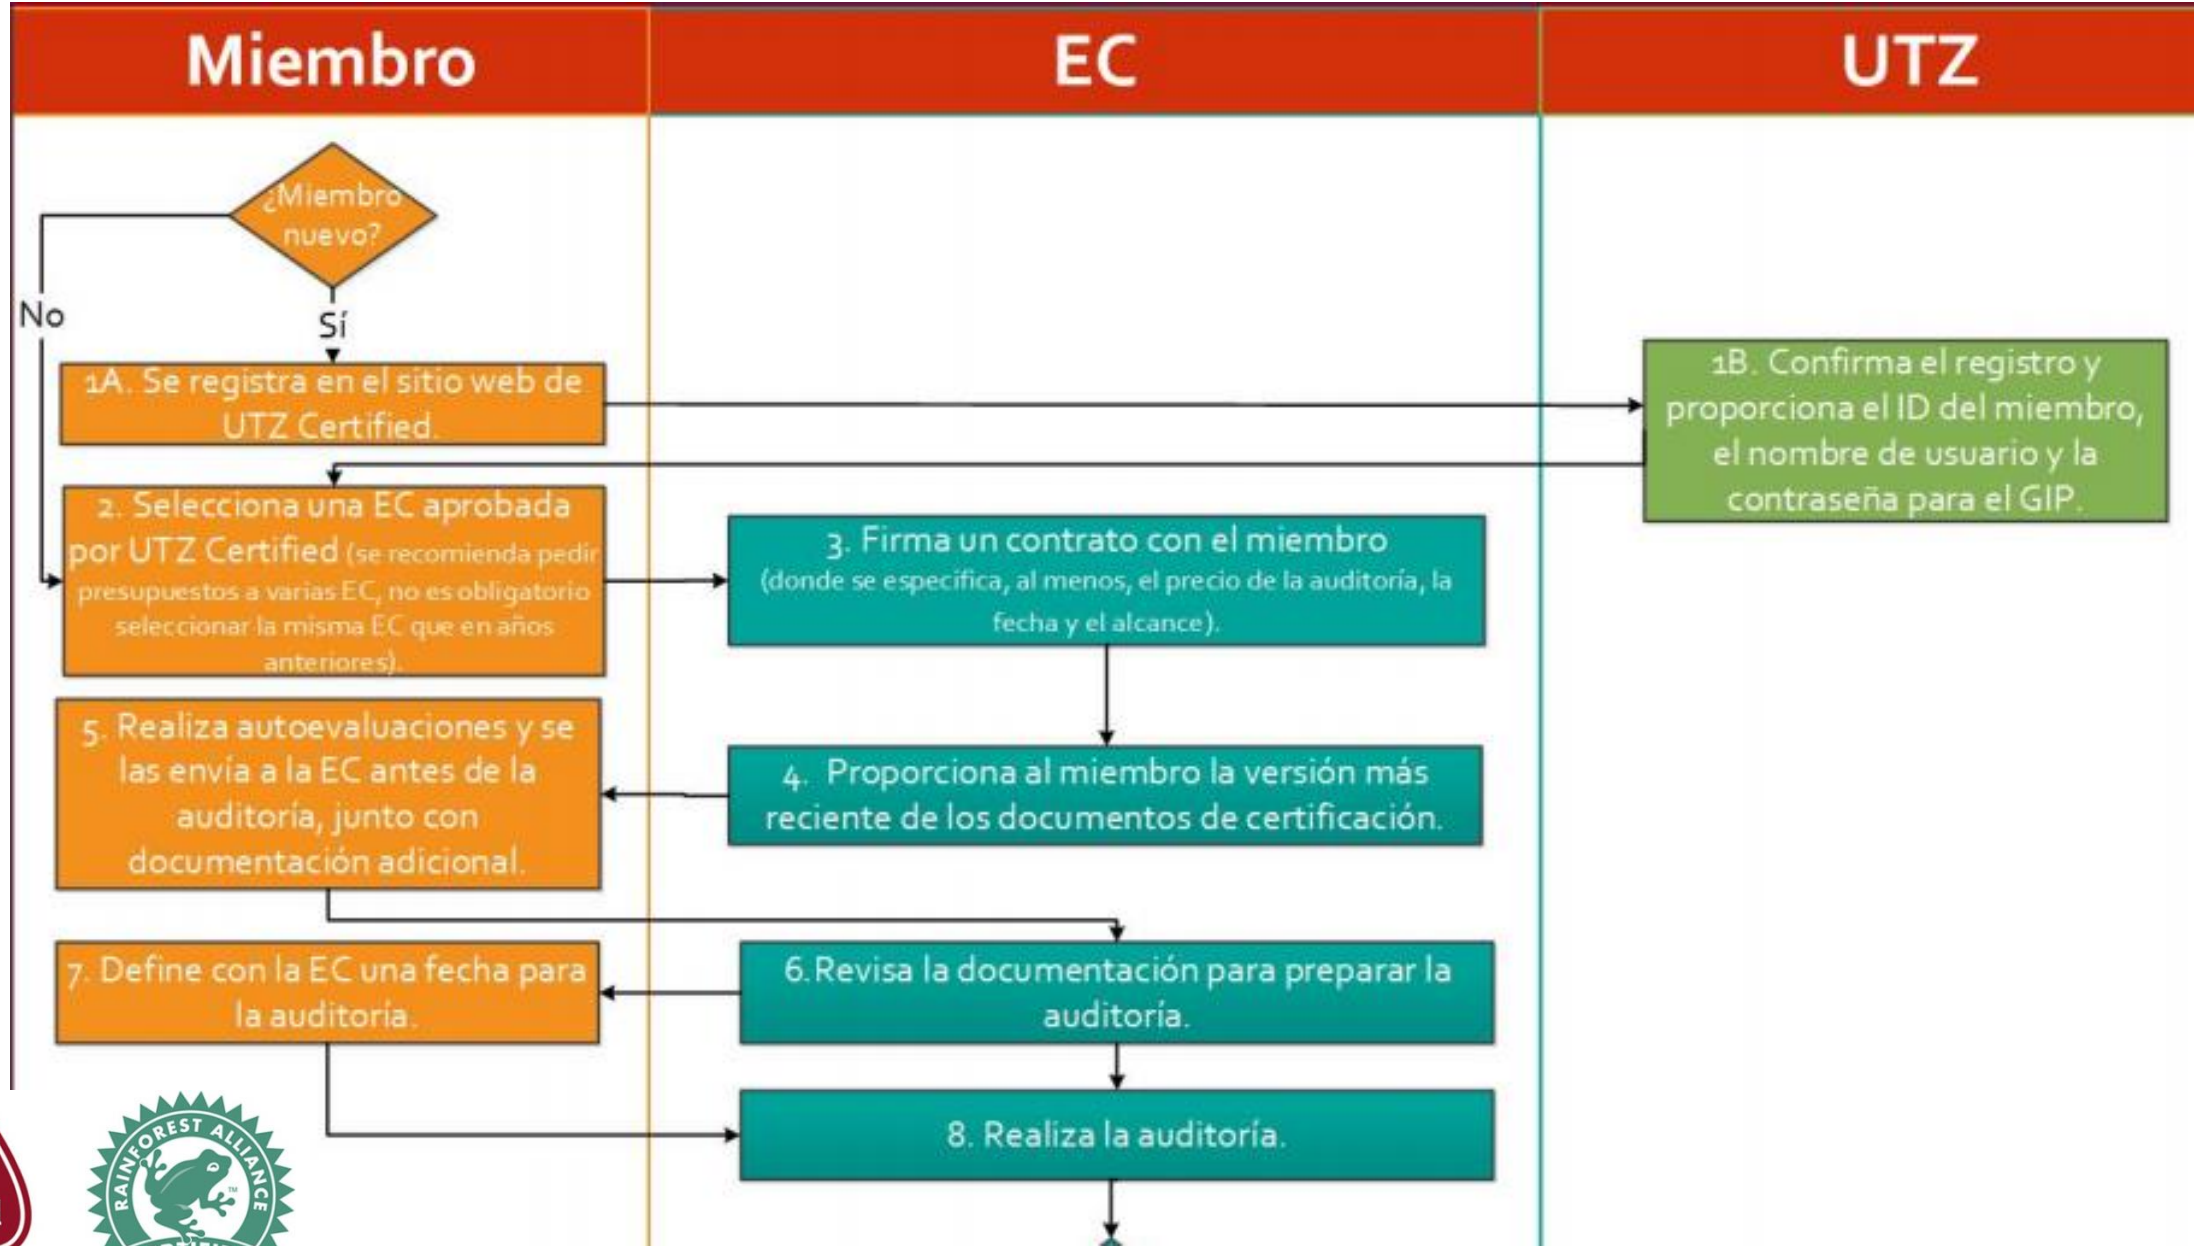 Miembro
EC
UTZ
¿Miembro
nuevo?
No
Sí
1A. Se registra en el sitio web de
UTZ Certified.
1B. Confirma el registro y
proporciona el ID del miembro,
el nombre de usuario y la
contraseña para el GIP.
2. Selecciona una EC aprobada
por UTZ Certified (se recomienda pedir
presupuestos a varias EC, no es obligatorio
seleccionar la misma EC que en años
anteriores).
3. Firma un contrato con el miembro
(donde se especifica, al menos, el precio de la auditoría, la
fecha y el alcance).
4. Proporciona al miembro la versión más
reciente de los documentos de certificación.
5. Realiza autoevaluaciones y se
las envía a la EC antes de la
auditoría, junto con
documentación adicional.
6. Revisa la documentación para preparar la
auditoría.
7. Define con la EC una fecha para
la auditoría.
8. Realiza la auditoría.
RAINFOREST ALLIANCE
TM